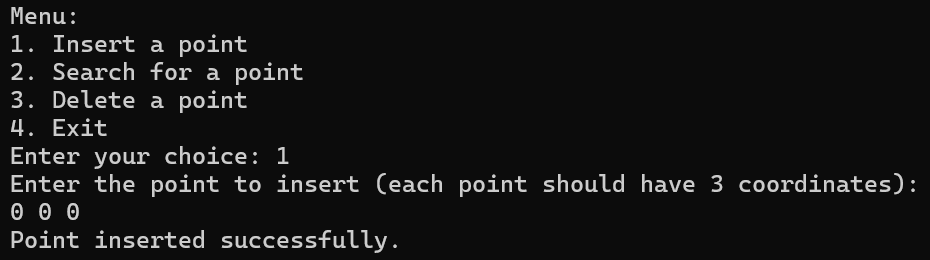 Menu:
1. Insert a point
2. Search for a point
3. Delete a point
4. Exit
Enter your choice: 1
Enter the point to insert (each point should have 3 coordinates):
0 0 0
Point inserted successfully.